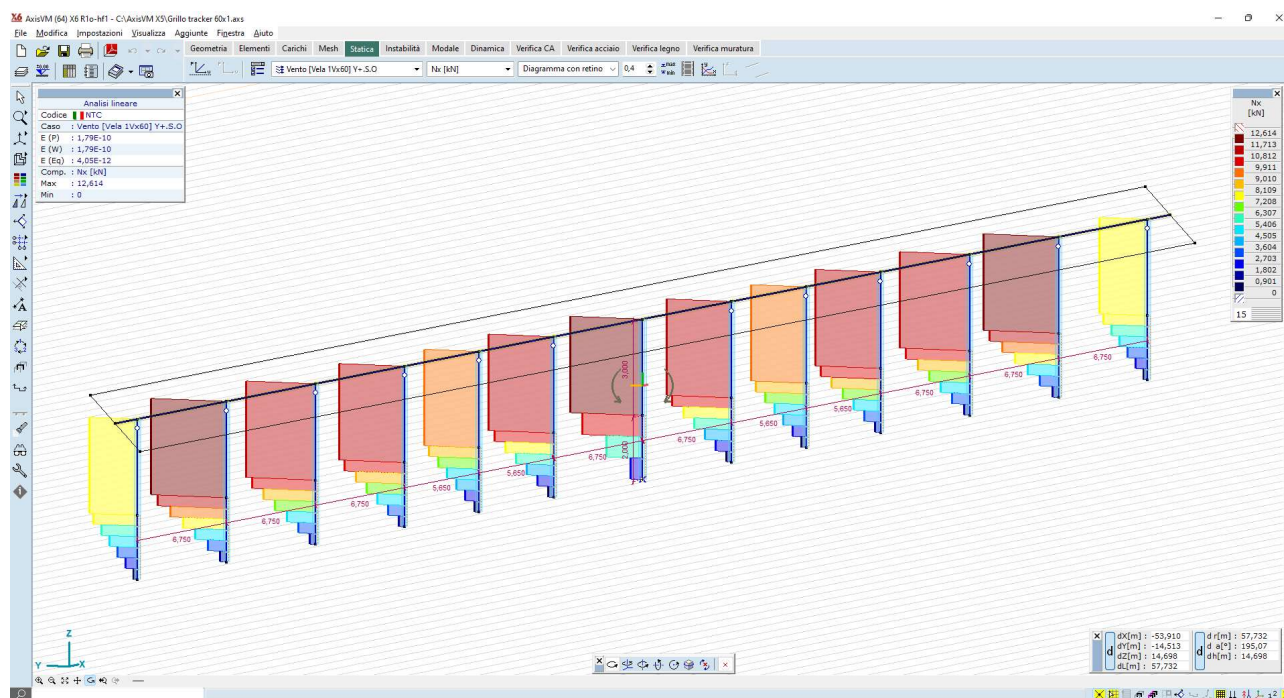 AxisVM (64) X6 R1o-hf1 - C:\AxisVM X5\Grillo tracker 60x1.axs
File Modifica Impostazioni Visualizza Aggiunte Finestra Aiuto
Geometria Elementi Carichi Mesh Statica Instabilità Modale Dinamica Verifica CA Verifica acciaio Verifica legno Verifica muratura
Vento [Vela 1Vx60] Y+.S.O Nx [kN] Diagramma con retino 0,4
Analisi lineare
Codice NTC
Caso : Vento [Vela 1Vx60] Y+.S.O
E (P) : 1,79E-10
E (W) : 1,79E-10
E (Eq) : 4,05E-12
Comp. : Nx [kN]
Max : 12,614
Min : 0
Nx
[kN]
12,614
11,713
10,812
9,911
9,010
8,109
7,208
6,307
5,406
4,505
3,604
2,703
1,802
0,901
0
15
6,750
6,750
6,750
5,650
5,650
6,750
3,000
2,000
6,750
5,650
5,650
6,750
6,750
6,750
Z
Y
X
X
dX[m] : -53,910
dY[m] : -14,513
dZ[m] : 14,698
dL[m] : 57,732
d
d r[m] : 57,732
d a[°] : 195,07
dh[m] : 14,698
d